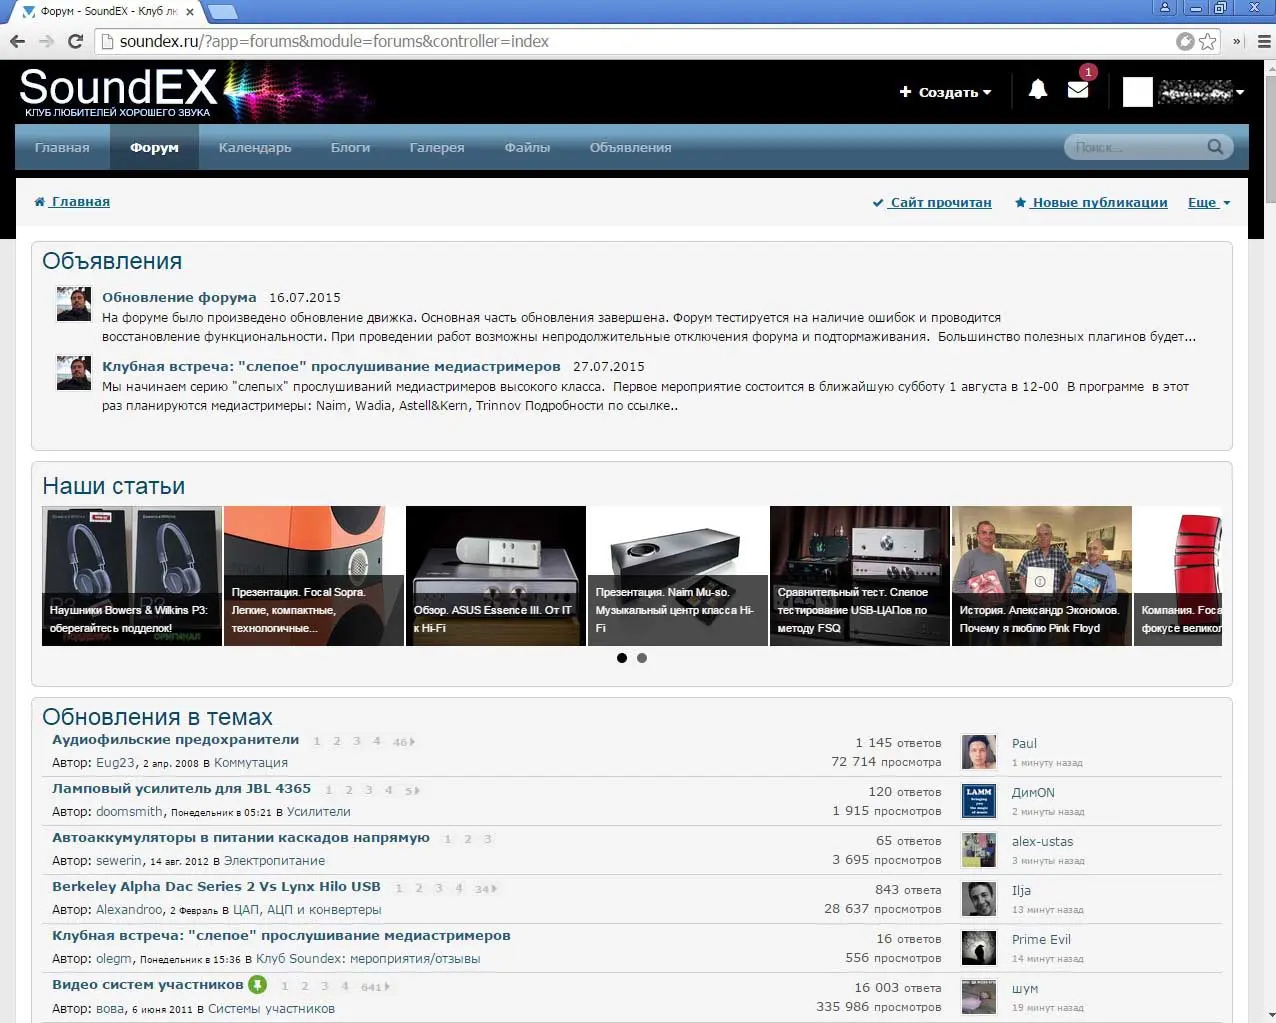 Форум - SoundEX - Клуб лю
soundex.ru/?app=forums&module=forums&controller=index
SoundEX
КЛУБ ЛЮБИТЕЛЕЙ ХОРОШЕГО ЗВУКА
Создать
1
Главная Форум Календарь Блоги Галерея Файлы Объявления
Поиск...
Главная
Сайт прочитан Новые публикации Еще
Объявления
Обновление форума 16.07.2015
На форуме было произведено обновление движка. Основная часть обновления завершена. Форум тестируется на наличие ошибок и проводится
восстановление функциональности. При проведении работ возможны непродолжительные отключения форума и подтормаживания. Большинство полезных плагинов будет...
Клубная встреча: "слепое" прослушивание медиастримеров 27.07.2015
Мы начинаем серию "слепых" прослушиваний медиастримеров высокого класса. Первое мероприятие состоится в ближайшую субботу 1 августа в 12-00 В программе в этот
раз планируются медиастримеры: Naim, Wadia, Astell&Kern, Trinnov Подробности по ссылке..
Наши статьи
Наушники Bowers & Wilkins P3:
оберегайтесь подделок!
Презентация. Focal Sopra.
Легкие, компактные,
технологичные...
Обзор. ASUS Essence III. От IT
к Hi-Fi
Презентация. Naim Mu-so.
Музыкальный центр класса Hi-
Fi
Сравнительный тест. Слепое
тестирование USB-ЦАПов по
методу FSQ
История. Александр Экономов.
Почему я люблю Pink Floyd
Компания. Foca
фокусе великол
Обновления в темах
Аудиофильские предохранители 1 2 3 4 46
Автор: Eug23, 2 апр. 2008 в Коммутация
1 145 ответов
72 714 просмотра
Paul
1 минуту назад
Ламповый усилитель для JBL 4365 1 2 3 4 5
Автор: doomsmith, Понедельник в 05:21 в Усилители
120 ответов
1 915 просмотров
LAMM
ДимON
2 минуты назад
Автоаккумуляторы в питании каскадов напрямую 1 2 3
Автор: sewerin, 14 авг. 2012 в Электропитание
65 ответов
3 695 просмотров
alex-ustas
3 минуты назад
Berkeley Alpha Dac Series 2 Vs Lynx Hilo USB 1 2 3 4 34
Автор: Alexandroo, 2 Февраль в ЦАП, АЦП и конвертеры
843 ответа
28 637 просмотров
Ilja
13 минут назад
Клубная встреча: "слепое" прослушивание медиастримеров
Автор: olegm, Понедельник в 15:36 в Клуб Soundex: мероприятия/отзывы
16 ответов
556 просмотров
Prime Evil
14 минут назад
Видео систем участников 1 2 3 4 641
Автор: вова, 6 июня 2011 в Системы участников
16 003 ответа
335 986 просмотров
шум
19 минут назад